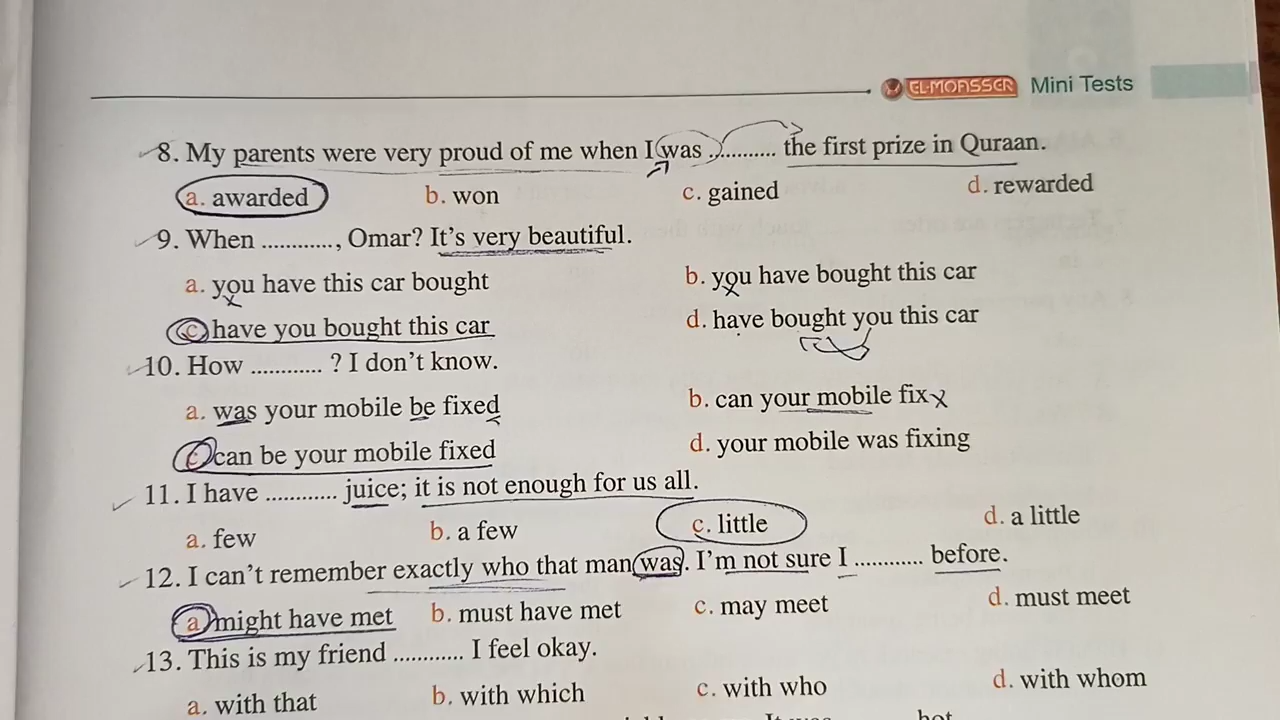 EL-MOASSER Mini Tests
8. My parents were very proud of me when I was ............ the first prize in Quraan.
a. awarded b. won c. gained d. rewarded
9. When ............, Omar? It's very beautiful.
a. you have this car bought b. you have bought this car
c. have you bought this car d. have bought you this car
10. How ............ ? I don't know.
a. was your mobile be fixed b. can your mobile fix
c. can be your mobile fixed d. your mobile was fixing
11. I have ............ juice; it is not enough for us all.
a. few b. a few c. little d. a little
12. I can't remember exactly who that man was. I'm not sure I ............ before.
a. might have met b. must have met c. may meet d. must meet
13. This is my friend ............ I feel okay.
a. with that b. with which c. with who d. with whom